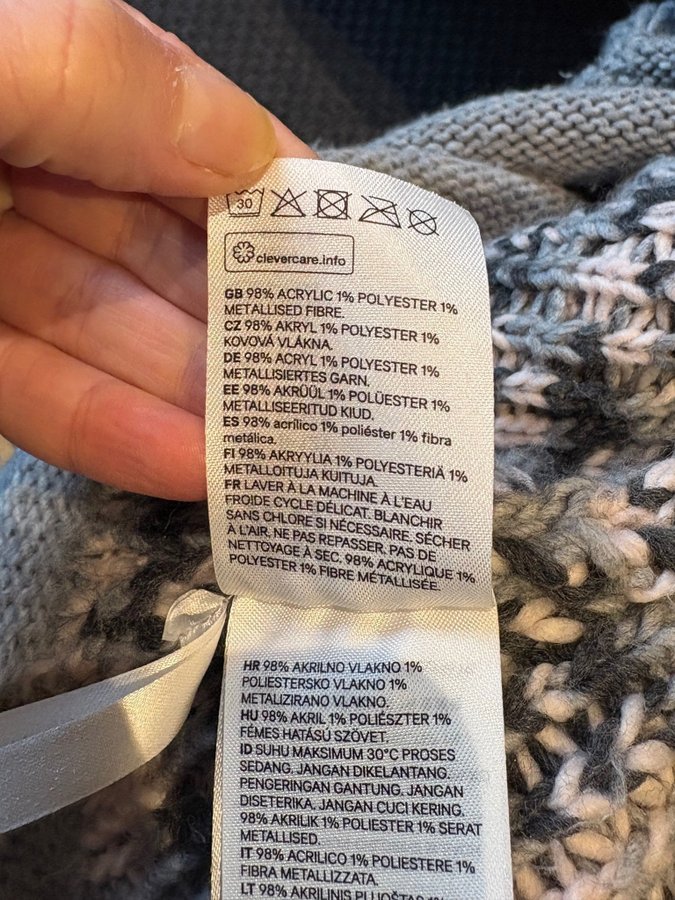 30
clevercare.info
GB 98% ACRYLIC 1% POLYESTER 1%
METALLISED FIBRE.
CZ 98% AKRYL 1% POLYESTER 1%
KOVOVÁ VLÁKNA.
DE 98% ACRYL 1% POLYESTER 1%
METALLISIERTES GARN.
EE 98% AKRÜÜL 1% POLÜESTER 1%
METALLISEERITUD KIUD.
ES 98% acrílico 1% poliéster 1% fibra
metálica.
FI 98% AKRYYLIA 1% POLYESTERIÄ 1%
METALLOITUJA KUITUJA.
FR LAVER À LA MACHINE À L'EAU
FROIDE CYCLE DÉLICAT. BLANCHIR
SANS CHLORE SI NÉCESSAIRE. SÉCHER
À L'AIR. NE PAS REPASSER. PAS DE
NETTOYAGE À SEC. 98% ACRYLIQUE 1%
POLYESTER 1% FIBRE MÉTALLISÉE.
HR 98% AKRILNO VLAKNO 1%
POLIESTERSKO VLAKNO 1%
METALIZIRANO VLAKNO.
HU 98% AKRIL 1% POLIÉSZTER 1%
FÉMES HATÁSÚ SZÖVET.
ID SUHU MAKSIMUM 30°C PROSES
SEDANG. JANGAN DIKELANTANG.
PENGERINGAN GANTUNG. JANGAN
DISETERIKA. JANGAN CUCI KERING.
98% AKRILIK 1% POLIESTER 1% SERAT
METALLISED.
IT 98% ACRILICO 1% POLIESTERE 1%
FIBRA METALLIZZATA.
LT 98% AKRILINIS PLUOŠTAS 1%